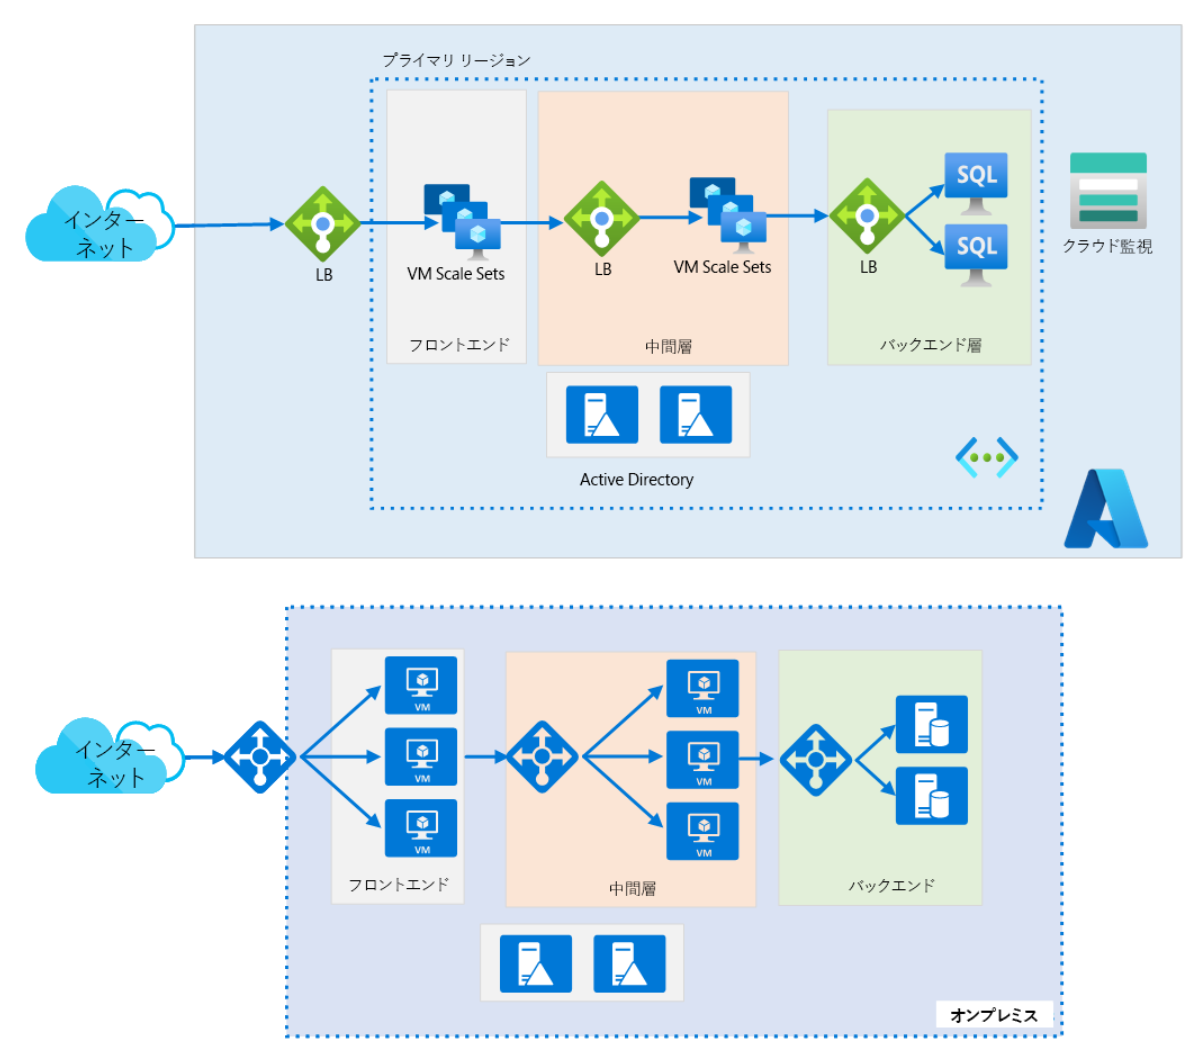 プライマリ リージョン
インター
ネット
LB
VM Scale Sets
フロントエンド
LB
VM Scale Sets
中間層
LB
SQL
SQL
バックエンド層
クラウド監視
Active Directory
インター
ネット
VM
VM
VM
フロントエンド
VM
VM
VM
中間層
バックエンド
オンプレミス